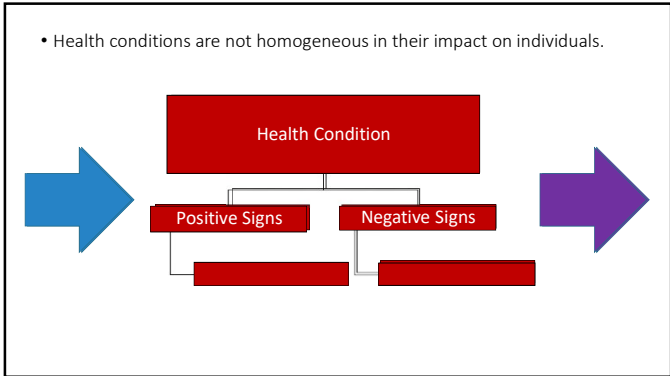 • Health conditions are not homogeneous in their impact on individuals.
Health Condition
Positive Signs
Negative Signs